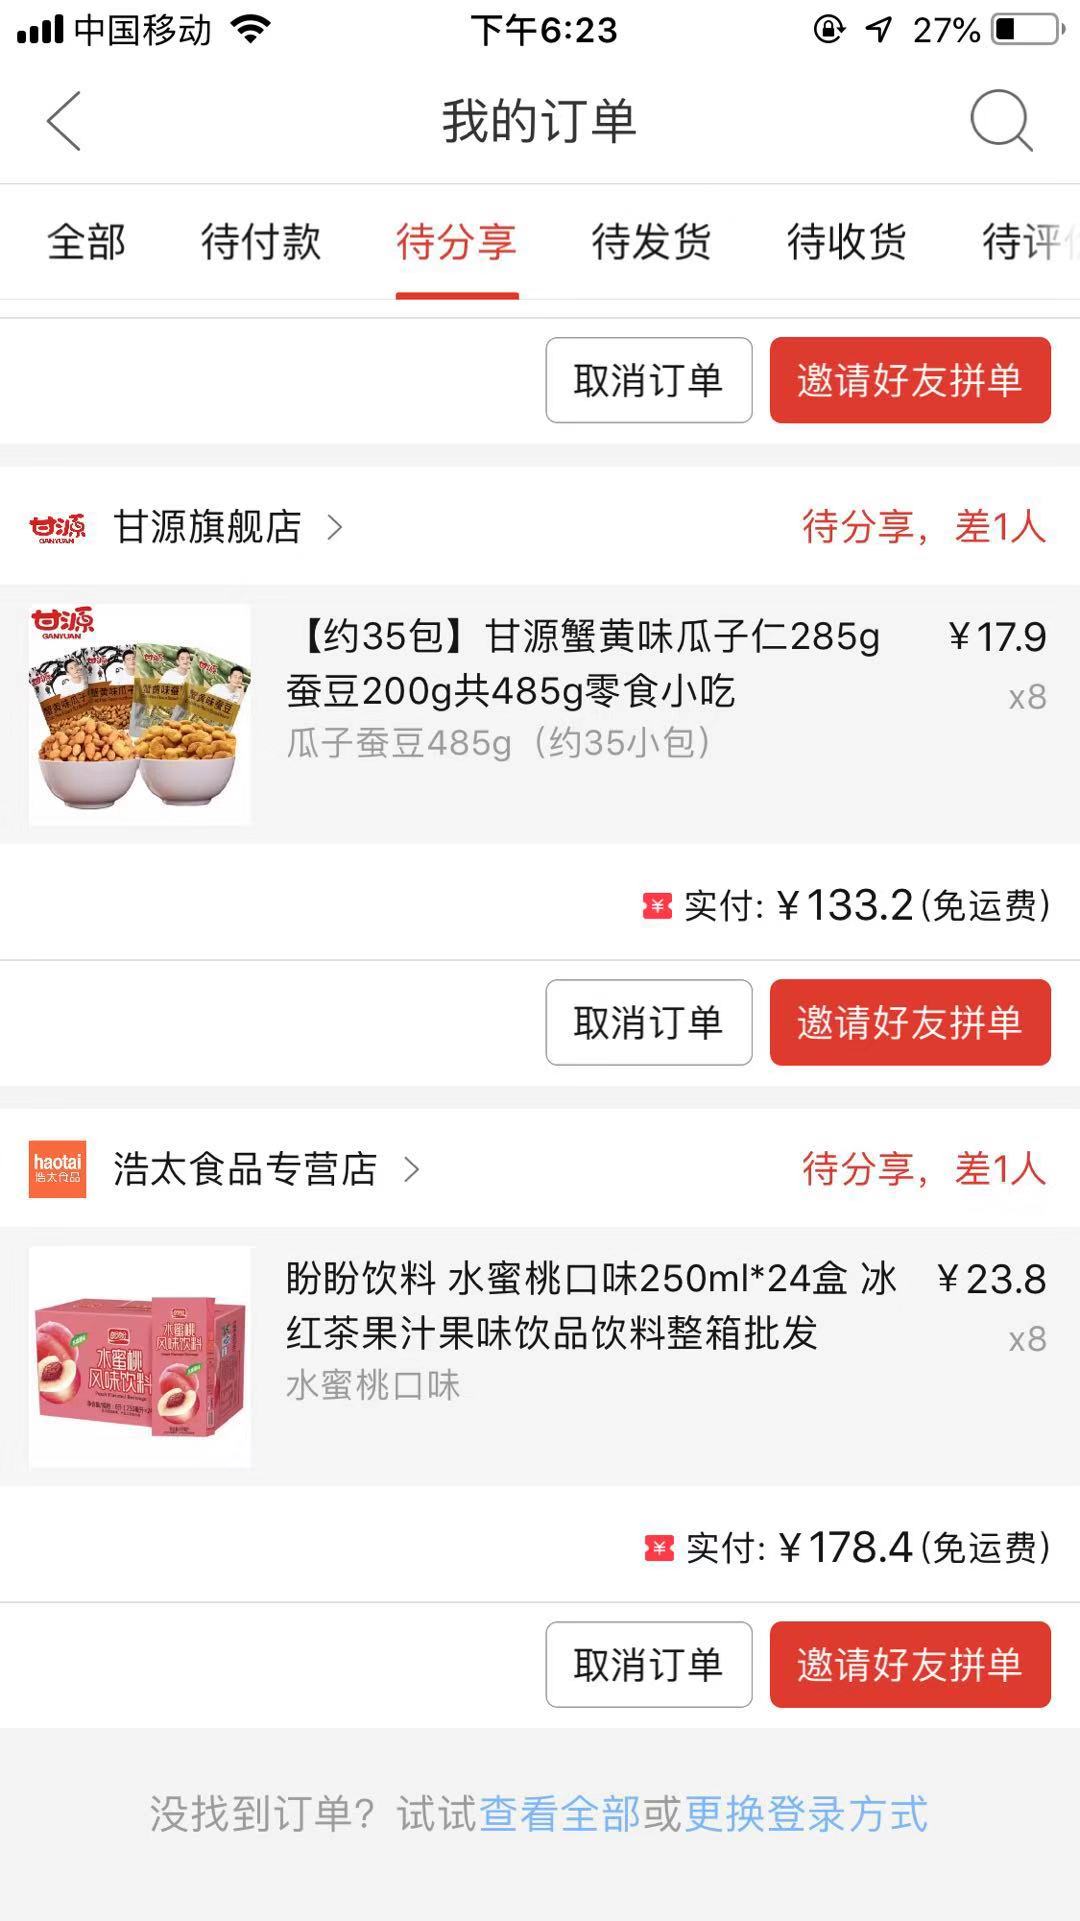 中国移动 下午6:23 27%
我的订单
全部 待付款 待分享 待发货 待收货 待评价
取消订单 邀请好友拼单
甘源 GANYUAN 甘源旗舰店 待分享，差1人
甘源
GANYUAN
【约35包】甘源蟹黄味瓜子仁285g ¥17.9
蚕豆200g共485g零食小吃 x8
瓜子蚕豆485g（约35小包）
实付: ¥133.2(免运费)
取消订单 邀请好友拼单
haotai
浩太食品
浩太食品专营店 待分享，差1人
盼盼饮料 水蜜桃口味250ml*24盒 冰 ¥23.8
红茶果汁果味饮品饮料整箱批发 x8
水蜜桃口味
水蜜桃
风味饮料
水蜜桃
风味饮料
实付: ¥178.4(免运费)
取消订单 邀请好友拼单
没找到订单？试试查看全部或更换登录方式